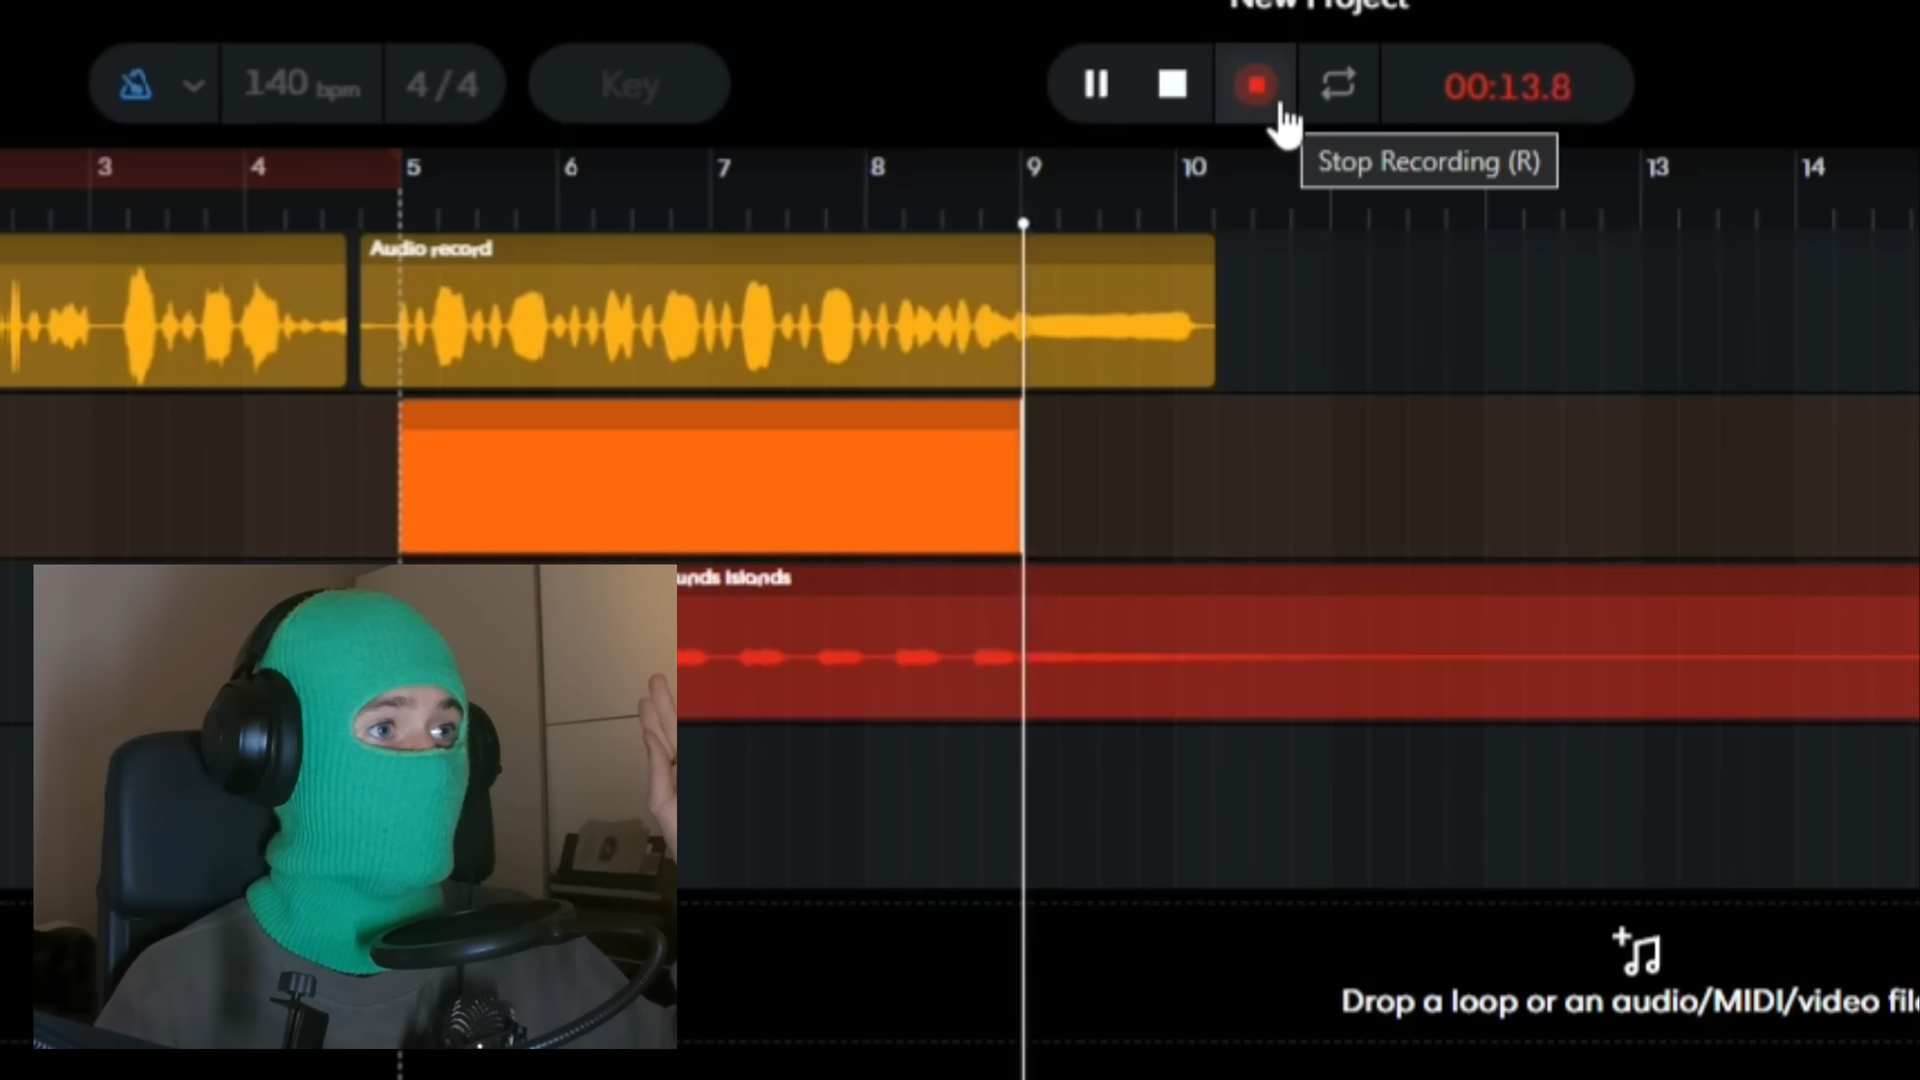 New Project
140 bpm
4/4
Key
00:13.8
Stop Recording (R)
3 4 5 6 7 8 9 10 13 14
Audio record
unds Islands
Drop a loop or an audio/MIDI/video file